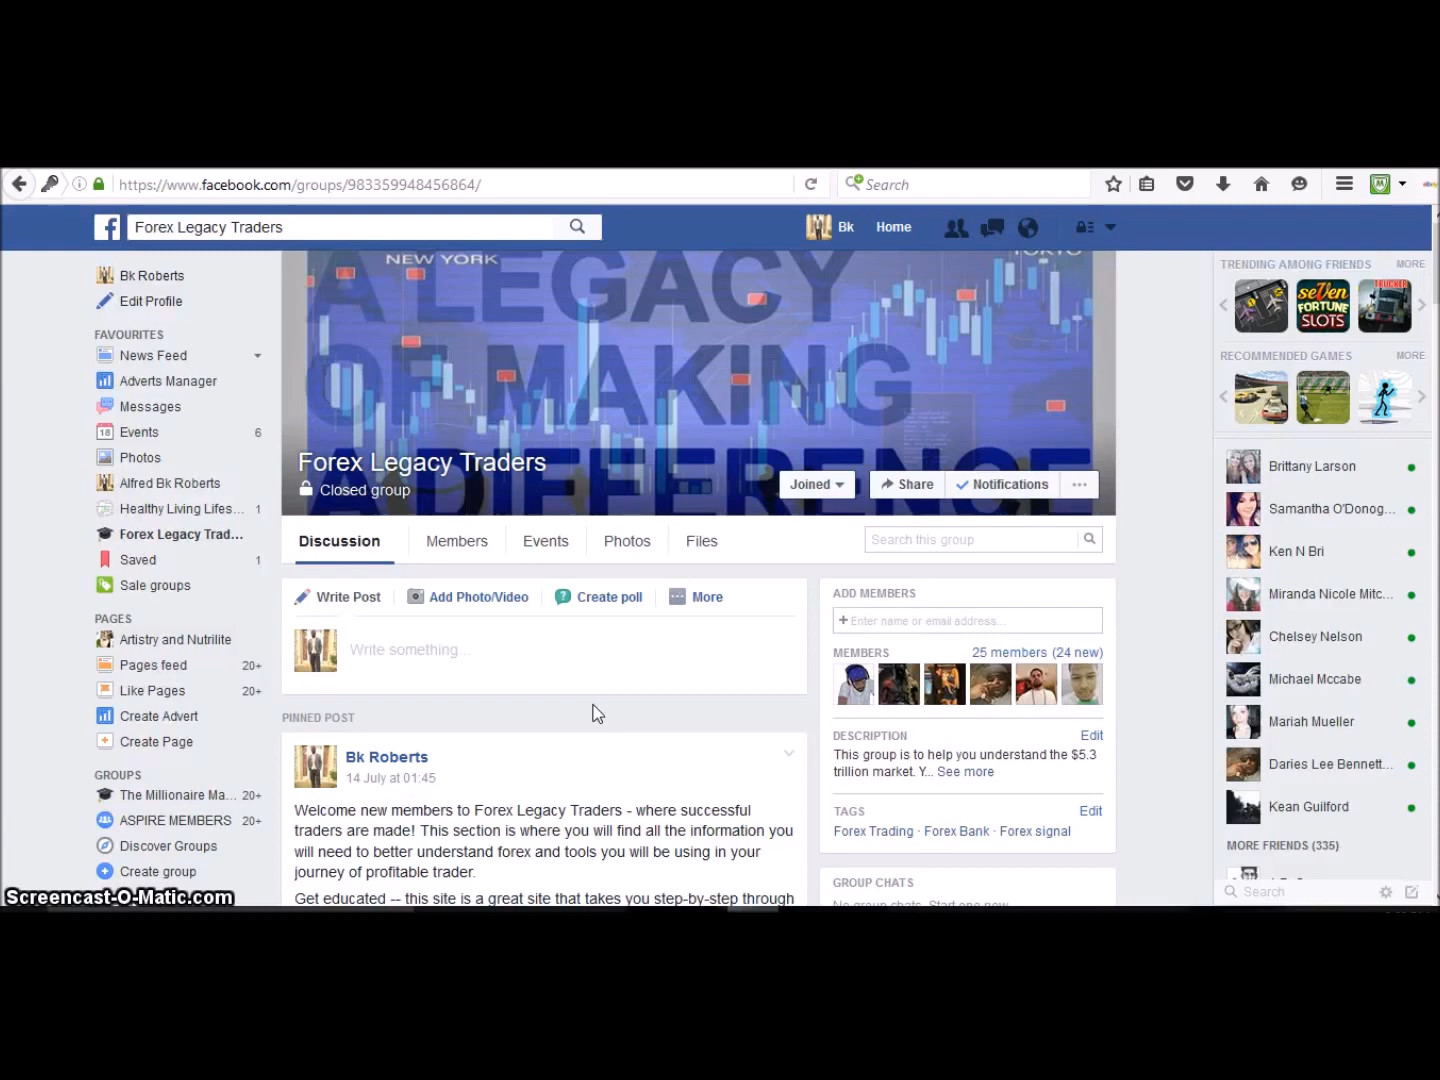 https://www.facebook.com/groups/983359948456864/
Search
Forex Legacy Traders
Bk
Home
Bk Roberts
Edit Profile
FAVOURITES
News Feed
Adverts Manager
Messages
Events 6
Photos
Alfred Bk Roberts
Healthy Living Lifes... 1
Forex Legacy Trad...
Saved 1
Sale groups
PAGES
Artistry and Nutrilite
Pages feed 20+
Like Pages 20+
Create Advert
Create Page
GROUPS
The Millionaire Ma... 20+
ASPIRE MEMBERS 20+
Discover Groups
Create group
Screencast-O-Matic.com
NEW YORK
TOKYO
A LEGACY
OF MAKING
A DIFFERENCE
Forex Legacy Traders
Closed group
Joined
Share
Notifications
Discussion
Members
Events
Photos
Files
Search this group
Write Post
Add Photo/Video
Create poll
More
Write something...
PINNED POST
Bk Roberts
14 July at 01:45
Welcome new members to Forex Legacy Traders - where successful
traders are made! This section is where you will find all the information you
will need to better understand forex and tools you will be using in your
journey of profitable trader.
Get educated -- this site is a great site that takes you step-by-step through
ADD MEMBERS
+ Enter name or email address...
MEMBERS
25 members (24 new)
DESCRIPTION
Edit
This group is to help you understand the $5.3
trillion market. Y... See more
TAGS
Edit
Forex Trading · Forex Bank · Forex signal
GROUP CHATS
No group chats. Start one now.
TRENDING AMONG FRIENDS
MORE
se7en
FORTUNE
SLOTS
TRUCKER
RECOMMENDED GAMES
MORE
Brittany Larson
Samantha O'Donog...
Ken N Bri
Miranda Nicole Mitc...
Chelsey Nelson
Michael Mccabe
Mariah Mueller
Daries Lee Bennett...
Kean Guilford
MORE FRIENDS (335)
Search